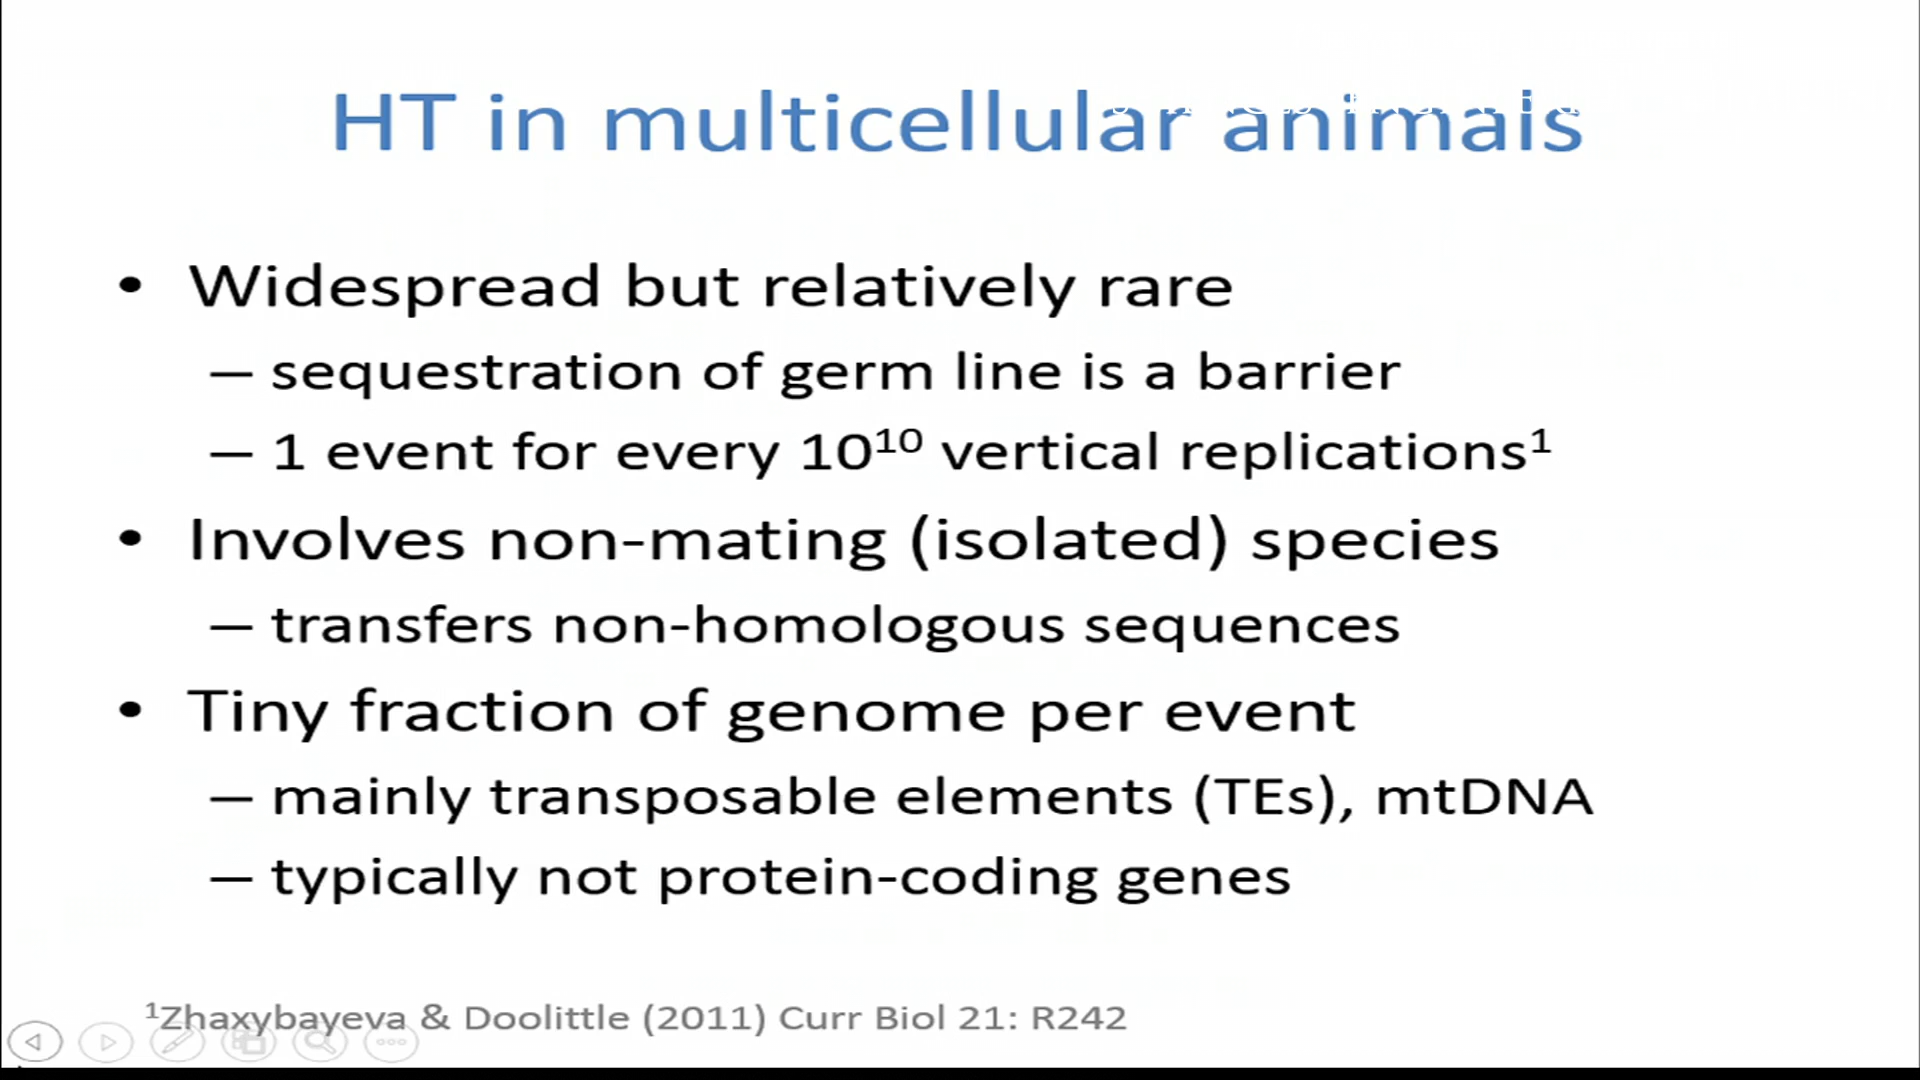 HT in multicellular animals
• Widespread but relatively rare
– sequestration of germ line is a barrier
– 1 event for every 10¹⁰ vertical replications¹
• Involves non-mating (isolated) species
– transfers non-homologous sequences
• Tiny fraction of genome per event
– mainly transposable elements (TEs), mtDNA
– typically not protein-coding genes
¹Zhaxybayeva & Doolittle (2011) Curr Biol 21: R242